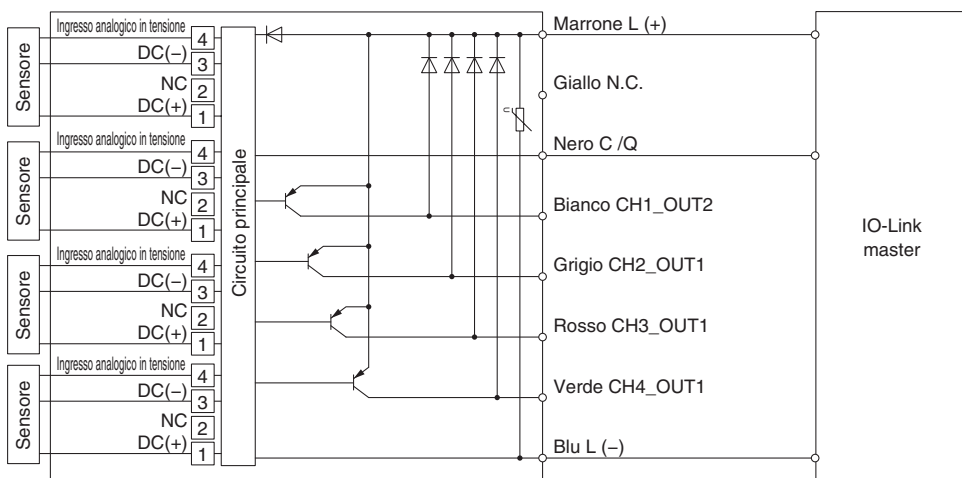 Sensore
Ingresso analogico in tensione
4
DC(−)
3
NC
2
DC(+)
1
Sensore
Ingresso analogico in tensione
4
DC(−)
3
NC
2
DC(+)
1
Sensore
Ingresso analogico in tensione
4
DC(−)
3
NC
2
DC(+)
1
Sensore
Ingresso analogico in tensione
4
DC(−)
3
NC
2
DC(+)
1
Circuito principale
U
Marrone L (+)
Giallo N.C.
Nero C /Q
Bianco CH1_OUT2
Grigio CH2_OUT1
Rosso CH3_OUT1
Verde CH4_OUT1
Blu L (−)
IO-Link
master